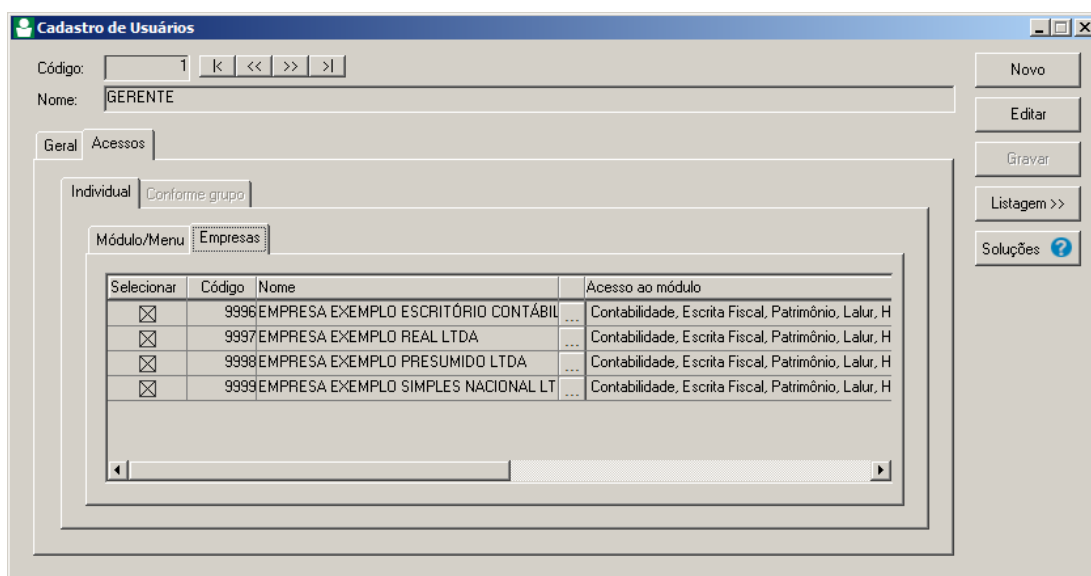 Cadastro de Usuários
Código: 1 |< << >> >|
Nome: GERENTE
Geral Acessos
Individual Conforme grupo
Módulo/Menu Empresas
Selecionar Código Nome Acesso ao módulo
9996 EMPRESA EXEMPLO ESCRITÓRIO CONTÁBIL ... Contabilidade, Escrita Fiscal, Patrimônio, Lalur, H
9997 EMPRESA EXEMPLO REAL LTDA ... Contabilidade, Escrita Fiscal, Patrimônio, Lalur, H
9998 EMPRESA EXEMPLO PRESUMIDO LTDA ... Contabilidade, Escrita Fiscal, Patrimônio, Lalur, H
9999 EMPRESA EXEMPLO SIMPLES NACIONAL LT ... Contabilidade, Escrita Fiscal, Patrimônio, Lalur, H
Novo
Editar
Gravar
Listagem >>
Soluções ?